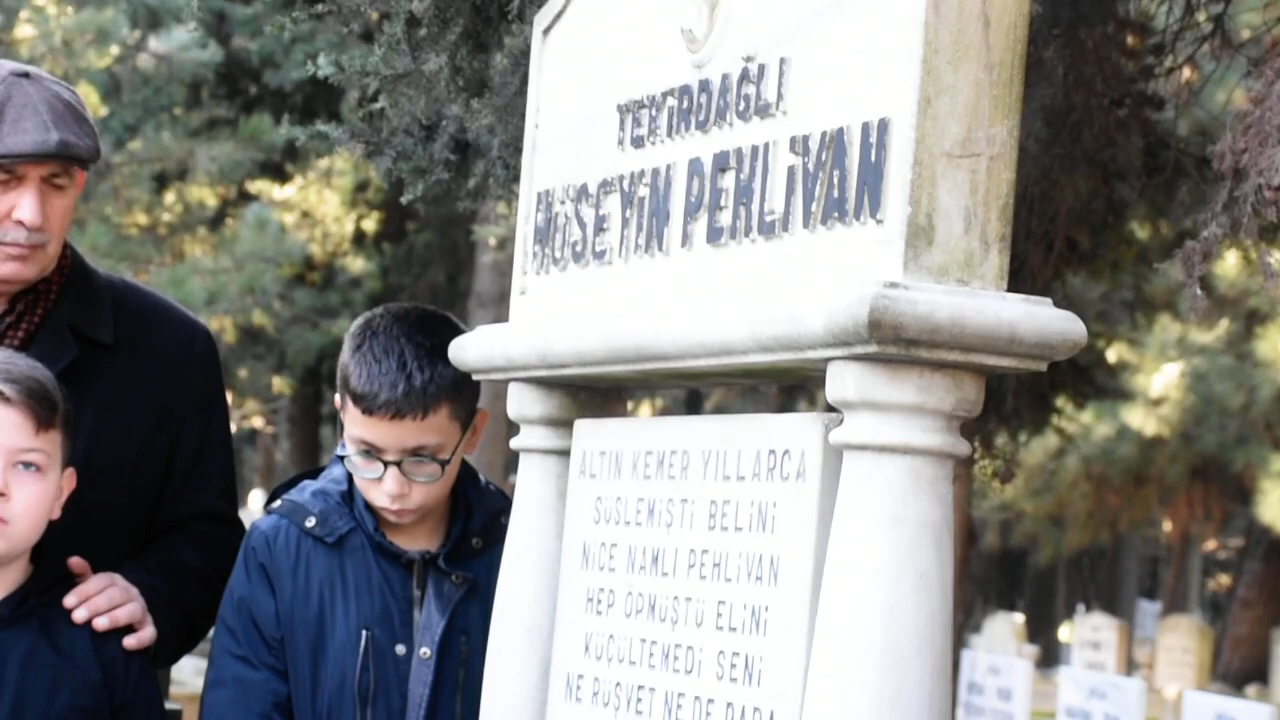 TEKİRDAĞLI
HÜSEYİN PEHLİVAN
ALTIN KEMER YILLARCA
SÜSLEMİŞTİ BELİNİ
NİCE NAMLI PEHLİVAN
HEP ÖPMÜŞTÜ ELİNİ
KÜÇÜLTEMEDİ SENİ
NE RÜŞVET NE DE PARA